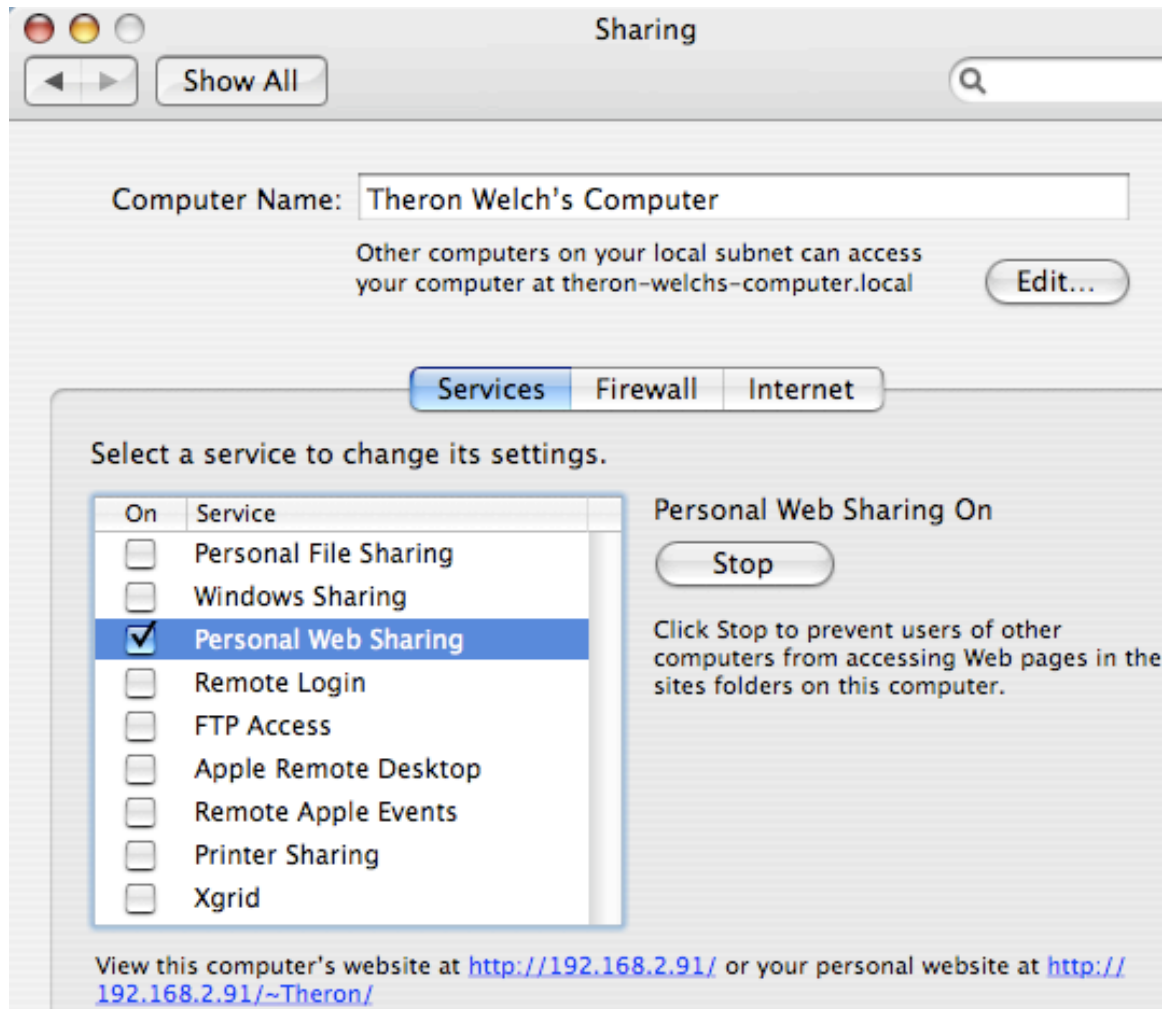 Sharing
Show All
Computer Name: Theron Welch's Computer
Other computers on your local subnet can access
your computer at theron-welchs-computer.local
Edit...
Services Firewall Internet
Select a service to change its settings.
On Service
Personal File Sharing
Windows Sharing
Personal Web Sharing
Remote Login
FTP Access
Apple Remote Desktop
Remote Apple Events
Printer Sharing
Xgrid
Personal Web Sharing On
Stop
Click Stop to prevent users of other
computers from accessing Web pages in the
sites folders on this computer.
View this computer's website at http://192.168.2.91/ or your personal website at http://
192.168.2.91/~Theron/